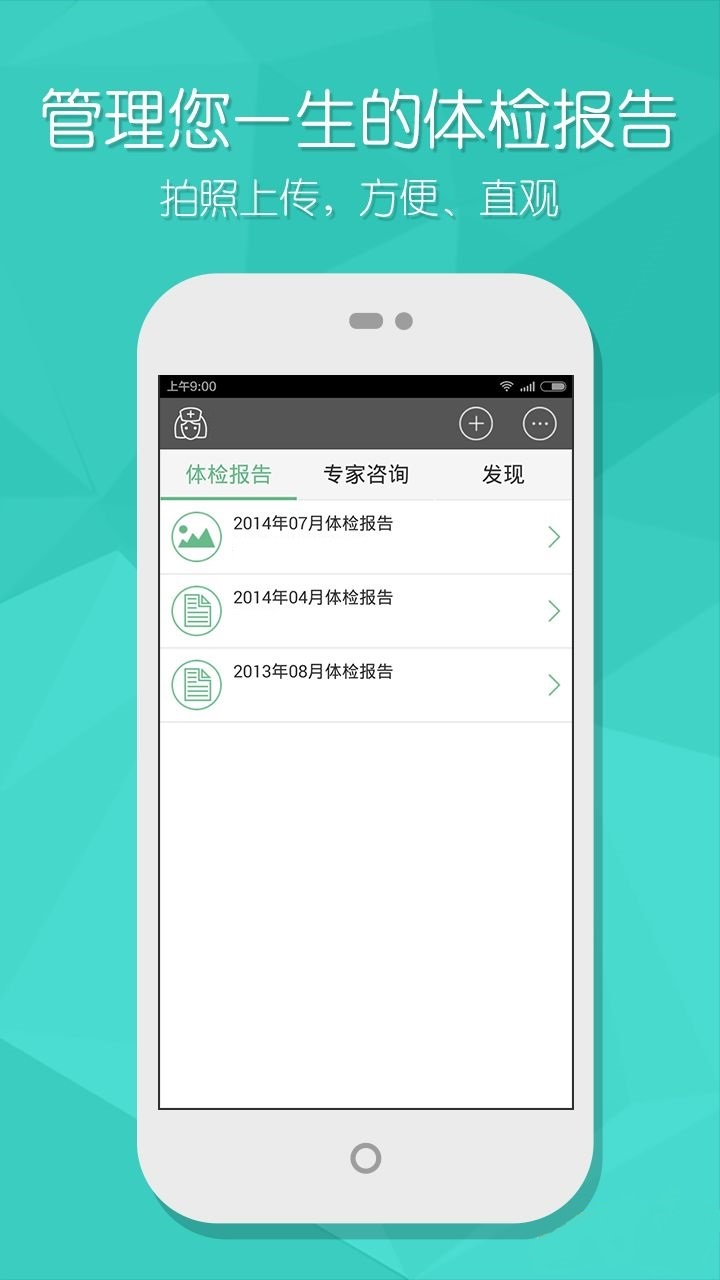 管理您一生的体检报告
拍照上传，方便、直观
上午9:00
体检报告 专家咨询 发现
2014年07月体检报告
2014年04月体检报告
2013年08月体检报告